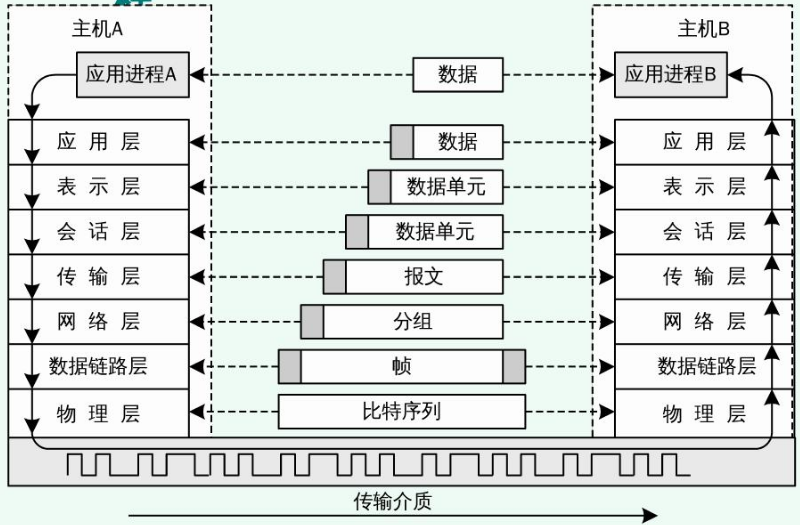 主机A 主机B
应用进程A 数据 应用进程B
应用层 数据 应用层
表示层 数据单元 表示层
会话层 数据单元 会话层
传输层 报文 传输层
网络层 分组 网络层
数据链路层 帧 数据链路层
物理层 比特序列 物理层
传输介质